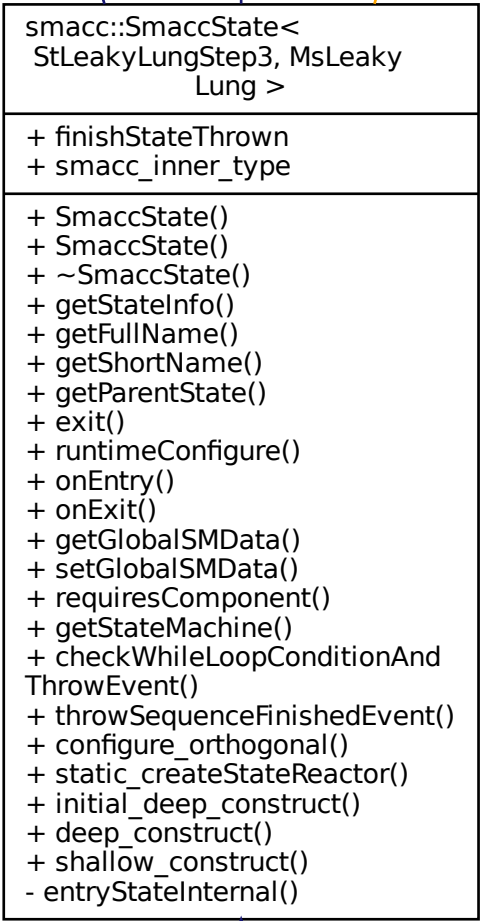 smacc::SmaccState<
StLeakyLungStep3, MsLeaky
Lung >
+ finishStateThrown
+ smacc_inner_type
+ SmaccState()
+ SmaccState()
+ ~SmaccState()
+ getStateInfo()
+ getFullName()
+ getShortName()
+ getParentState()
+ exit()
+ runtimeConfigure()
+ onEntry()
+ onExit()
+ getGlobalSMData()
+ setGlobalSMData()
+ requiresComponent()
+ getStateMachine()
+ checkWhileLoopConditionAnd
ThrowEvent()
+ throwSequenceFinishedEvent()
+ configure_orthogonal()
+ static_createStateReactor()
+ initial_deep_construct()
+ deep_construct()
+ shallow_construct()
- entryStateInternal()